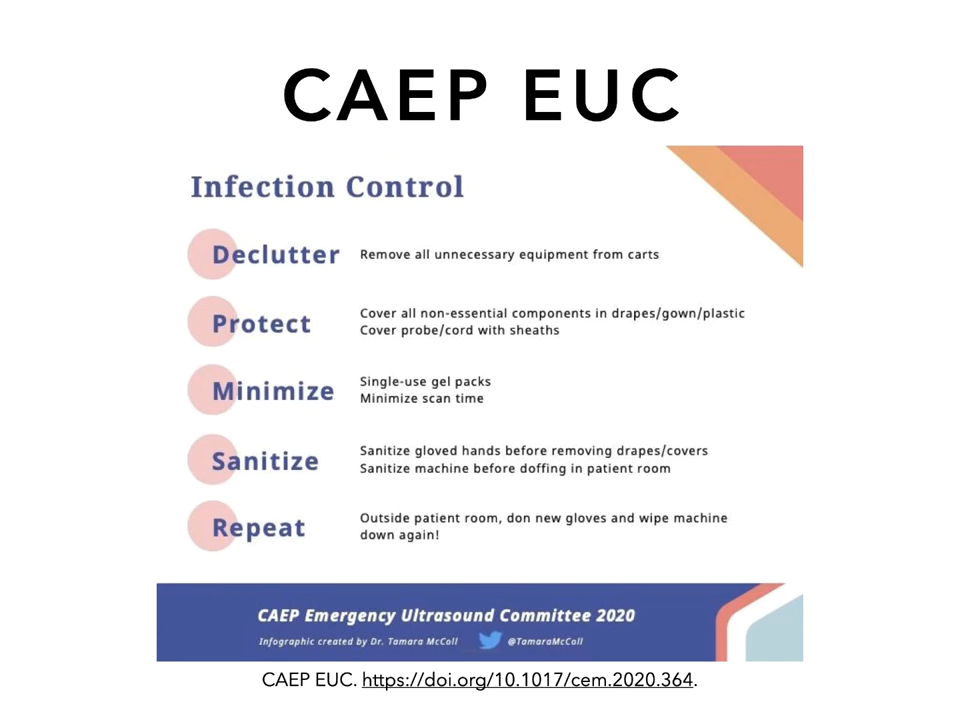 CAEP EUC
Infection Control
Declutter
Remove all unnecessary equipment from carts
Protect
Cover all non-essential components in drapes/gown/plastic
Cover probe/cord with sheaths
Minimize
Single-use gel packs
Minimize scan time
Sanitize
Sanitize gloved hands before removing drapes/covers
Sanitize machine before doffing in patient room
Repeat
Outside patient room, don new gloves and wipe machine
down again!
CAEP Emergency Ultrasound Committee 2020
Infographic created by Dr. Tamara McColl
@TamaraMcColl
CAEP EUC. https://doi.org/10.1017/cem.2020.364.